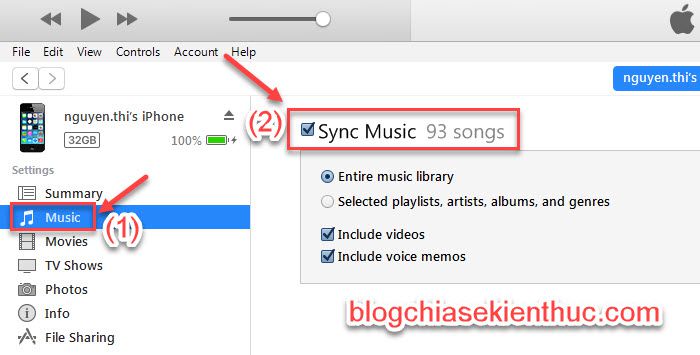 File Edit View Controls Account Help
nguyen.thi's
nguyen.thi's iPhone
32GB 100%
(2)
Sync Music 93 songs
Settings
Summary
Music
(1)
Movies
TV Shows
Photos
Info
File Sharing
Entire music library
Selected playlists, artists, albums, and genres
Include videos
Include voice memos
blogchiasekienthuc.com